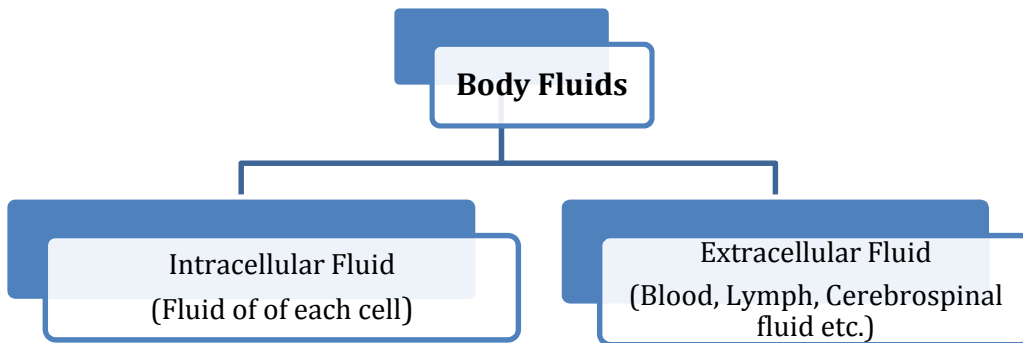 Body Fluids
Intracellular Fluid
(Fluid of of each cell)
Extracellular Fluid
(Blood, Lymph, Cerebrospinal
fluid etc.)